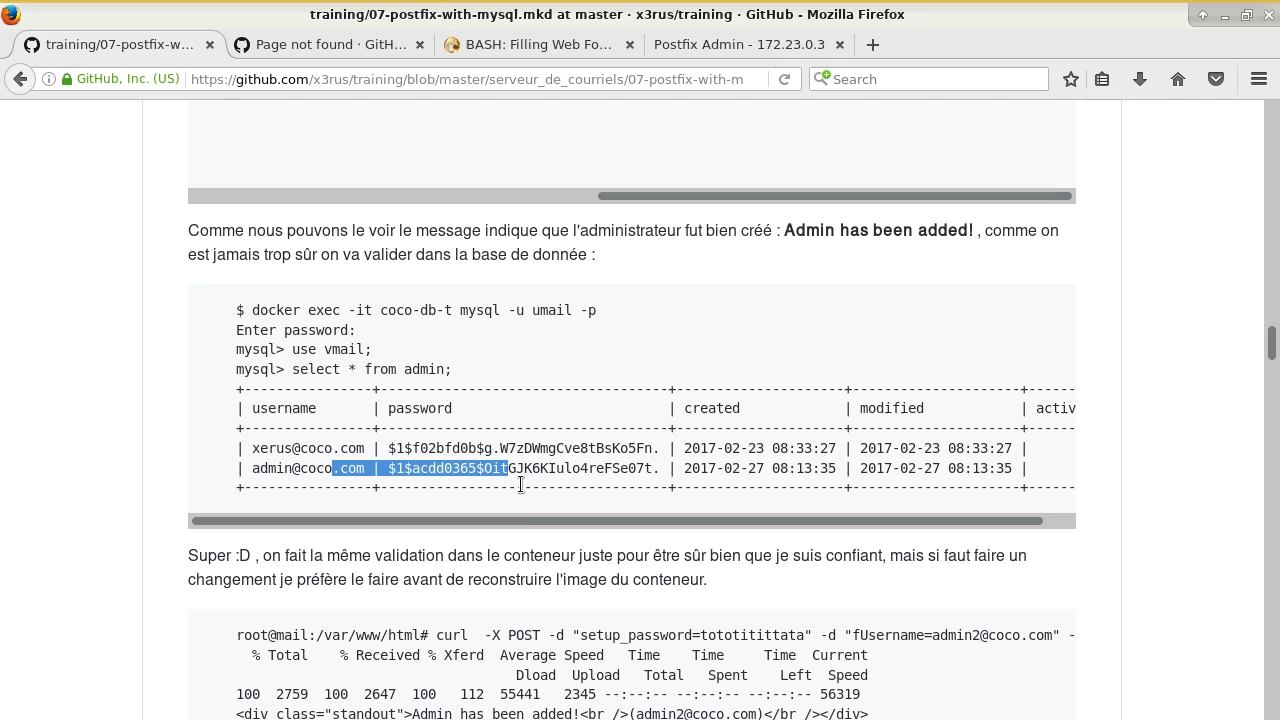 training/07-postfix-with-mysql.mkd at master · x3rus/training · GitHub - Mozilla Firefox
training/07-postfix-w... × Page not found · GitH... × BASH: Filling Web Fo... × Postfix Admin - 172.23.0.3 ×
GitHub, Inc. (US) https://github.com/x3rus/training/blob/master/serveur_de_courriels/07-postfix-with-m Search
Comme nous pouvons le voir le message indique que l'administrateur fut bien créé : Admin has been added! , comme on
est jamais trop sûr on va valider dans la base de donnée :
$ docker exec -it coco-db-t mysql -u umail -p
Enter password:
mysql> use vmail;
mysql> select * from admin;
+----------------+------------------------------------+---------------------+---------------------+------
| username | password | created | modified | activ
+----------------+------------------------------------+---------------------+---------------------+------
| xerus@coco.com | $1$f02bfd0b$g.W7zDWmgCve8tBsKo5Fn. | 2017-02-23 08:33:27 | 2017-02-23 08:33:27 |
| admin@coco.com | $1$acdd0365$OitGJK6KIulo4reFSe07t. | 2017-02-27 08:13:35 | 2017-02-27 08:13:35 |
+----------------+------------------------------------+---------------------+---------------------+------
Super :D , on fait la même validation dans le conteneur juste pour être sûr bien que je suis confiant, mais si faut faire un
changement je préfère le faire avant de reconstruire l'image du conteneur.
root@mail:/var/www/html# curl -X POST -d "setup_password=tototitittata" -d "fUsername=admin2@coco.com" -
% Total % Received % Xferd Average Speed Time Time Time Current
Dload Upload Total Spent Left Speed
100 2759 100 2647 100 112 55441 2345 --:--:-- --:--:-- --:--:-- 56319
<div class="standout">Admin has been added!<br />(admin2@coco.com)</br /></div>